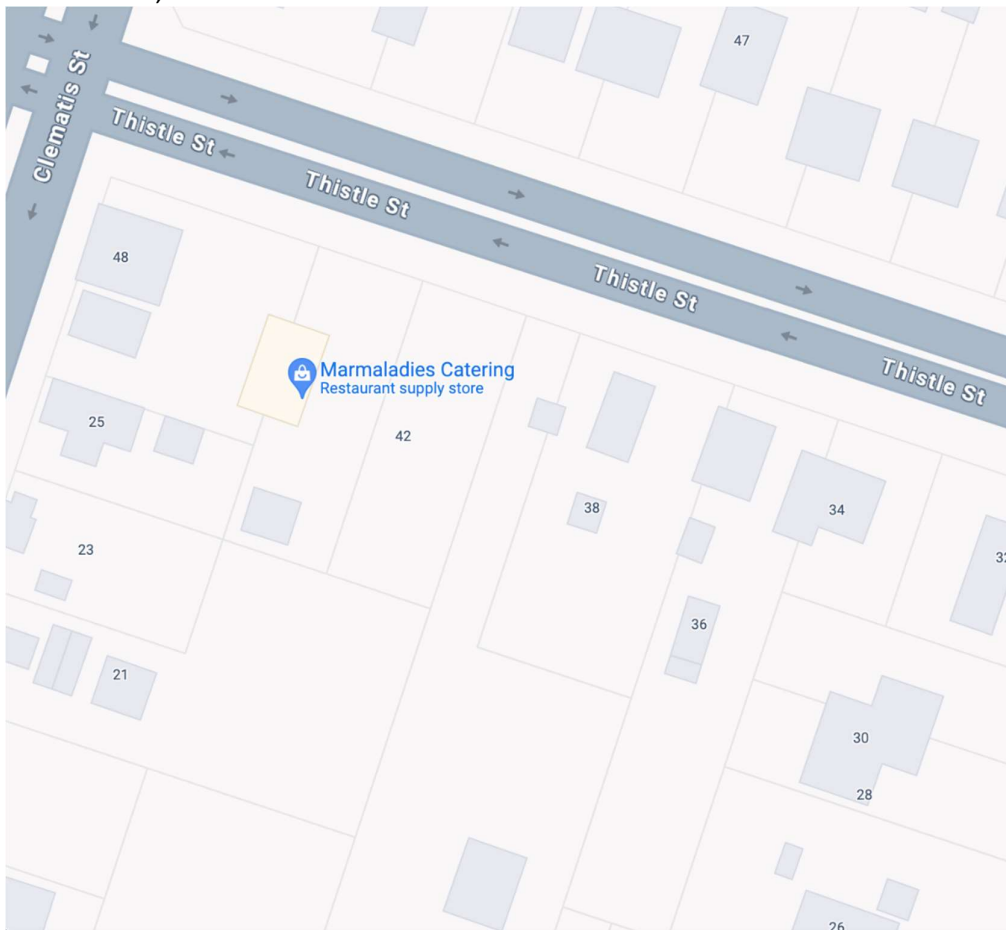 47
Clematis St
Thistle St
Thistle St
Thistle St
Thistle St
48
Marmaladies Catering
Restaurant supply store
25
42
38
34
23
36
21
30
28
26